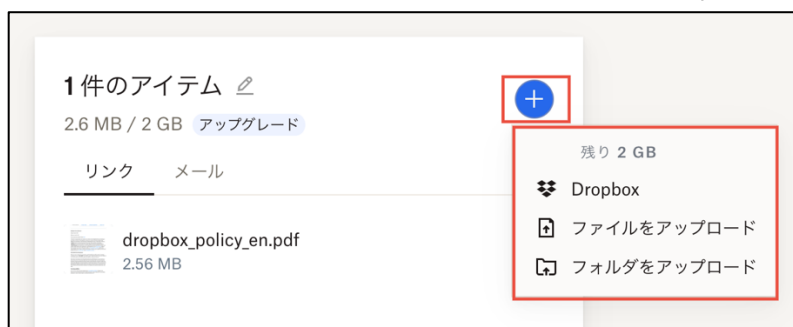 1件のアイテム
2.6 MB / 2 GB アップグレード
リンク メール
dropbox_policy_en.pdf
2.56 MB
残り 2 GB
Dropbox
ファイルをアップロード
フォルダをアップロード